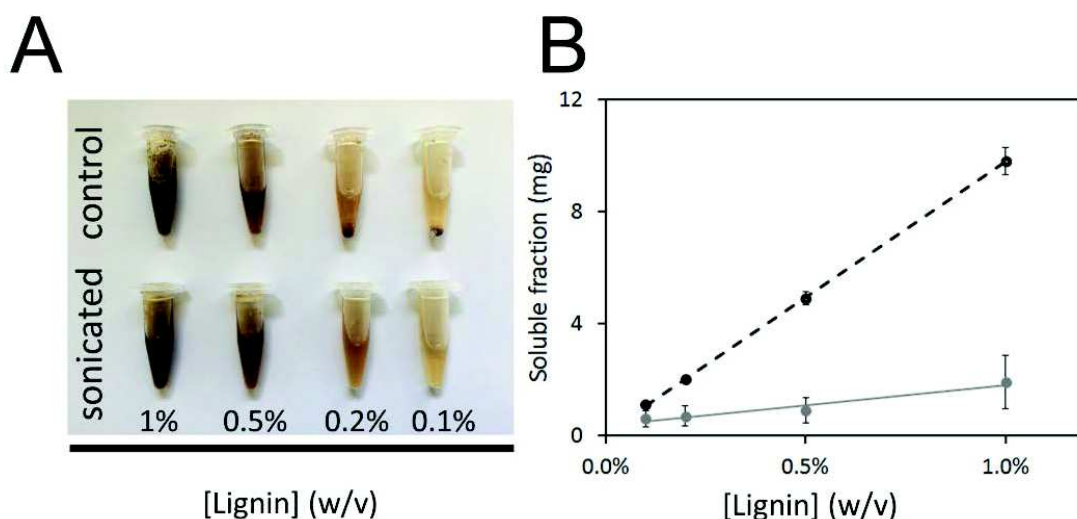 A
control
sonicated
1%
0.5%
0.2%
0.1%
[Lignin] (w/v)
B
Soluble fraction (mg)
12
8
4
0
0.0%
0.5%
1.0%
[Lignin] (w/v)